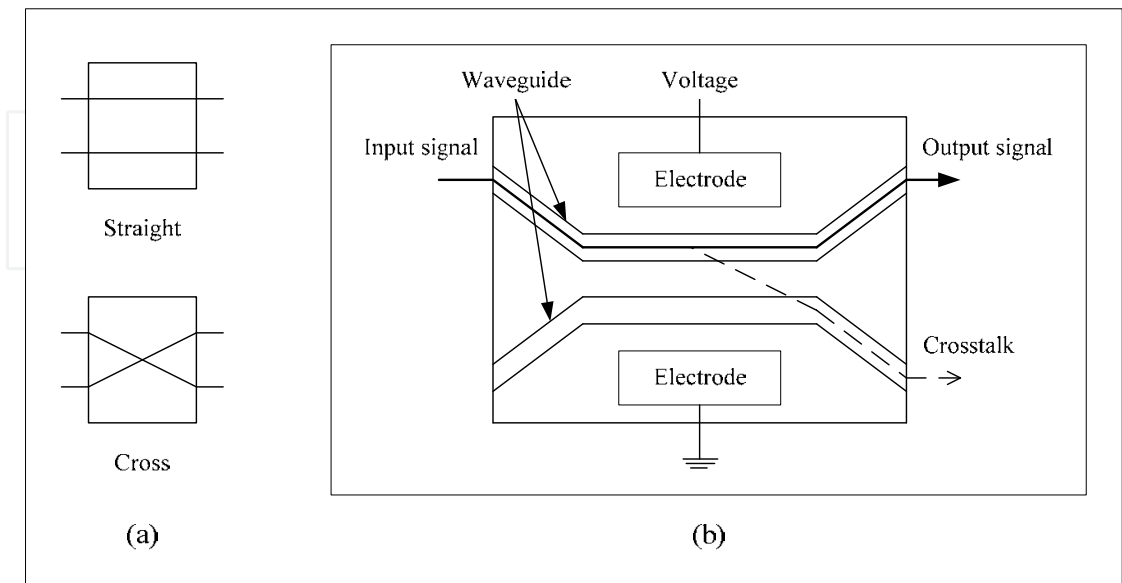 Straight
Cross
(a)
Waveguide
Voltage
Input signal
Electrode
Output signal
Electrode
Crosstalk
(b)